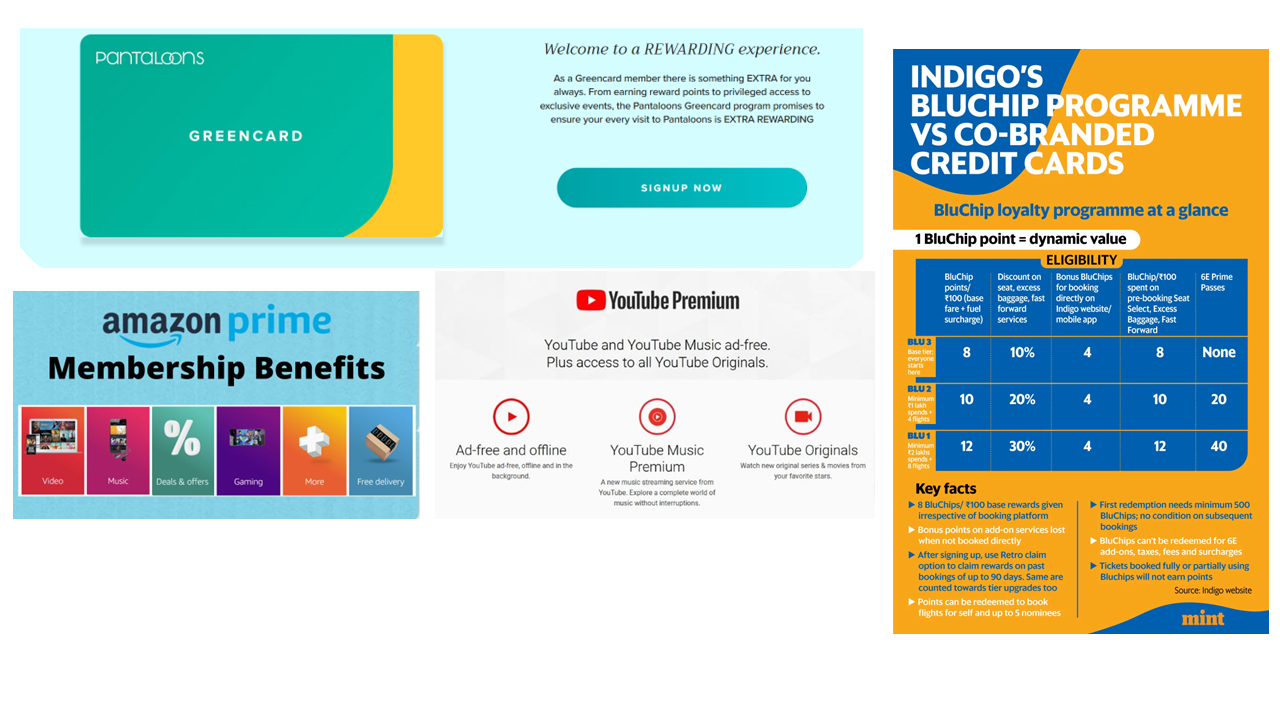 PANTALOONS
GREENCARD
Welcome to a REWARDING experience.
As a Greencard member there is something EXTRA for you
always. From earning reward points to privileged access to
exclusive events, the Pantaloons Greencard program promises to
ensure your every visit to Pantaloons is EXTRA REWARDING
SIGNUP NOW
amazon prime
Membership Benefits
Video
Music
%
Deals & offers
Gaming
More
Free delivery
YouTube Premium
YouTube and YouTube Music ad-free.
Plus access to all YouTube Originals.
Ad-free and offline
Enjoy YouTube ad-free, offline and in the
background.
YouTube Music
Premium
A new music streaming service from
YouTube. Explore a complete world of
music without interruptions.
YouTube Originals
Watch new original series & movies from
your favorite stars.
INDIGO'S
BLUCHIP PROGRAMME
VS CO-BRANDED
CREDIT CARDS
BluChip loyalty programme at a glance
1 BluChip point = dynamic value
ELIGIBILITY
BluChip
points/
₹100 (base
fare + fuel
surcharge)
Discount on
seat, excess
baggage, fast
forward
services
Bonus BluChips
for booking
directly on
Indigo website/
mobile app
BluChip/₹100
spent on
pre-booking Seat
Select, Excess
Baggage, Fast
Forward
6E Prime
Passes
BLU 3
Base tier:
everyone
starts
here
8 10% 4 8 None
BLU 2
Minimum
₹1 lakh
spends +
4 flights
10 20% 4 10 20
BLU 1
Minimum
₹2 lakhs
spends +
8 flights
12 30% 4 12 40
Key facts
8 BluChips/ ₹100 base rewards given
irrespective of booking platform
Bonus points on add-on services lost
when not booked directly
After signing up, use Retro claim
option to claim rewards on past
bookings of up to 90 days. Same are
counted towards tier upgrades too
Points can be redeemed to book
flights for self and up to 5 nominees
First redemption needs minimum 500
BluChips; no condition on subsequent
bookings
BluChips can't be redeemed for 6E
add-ons, taxes, fees and surcharges
Tickets booked fully or partially using
Bluchips will not earn points
Source: Indigo website
mint